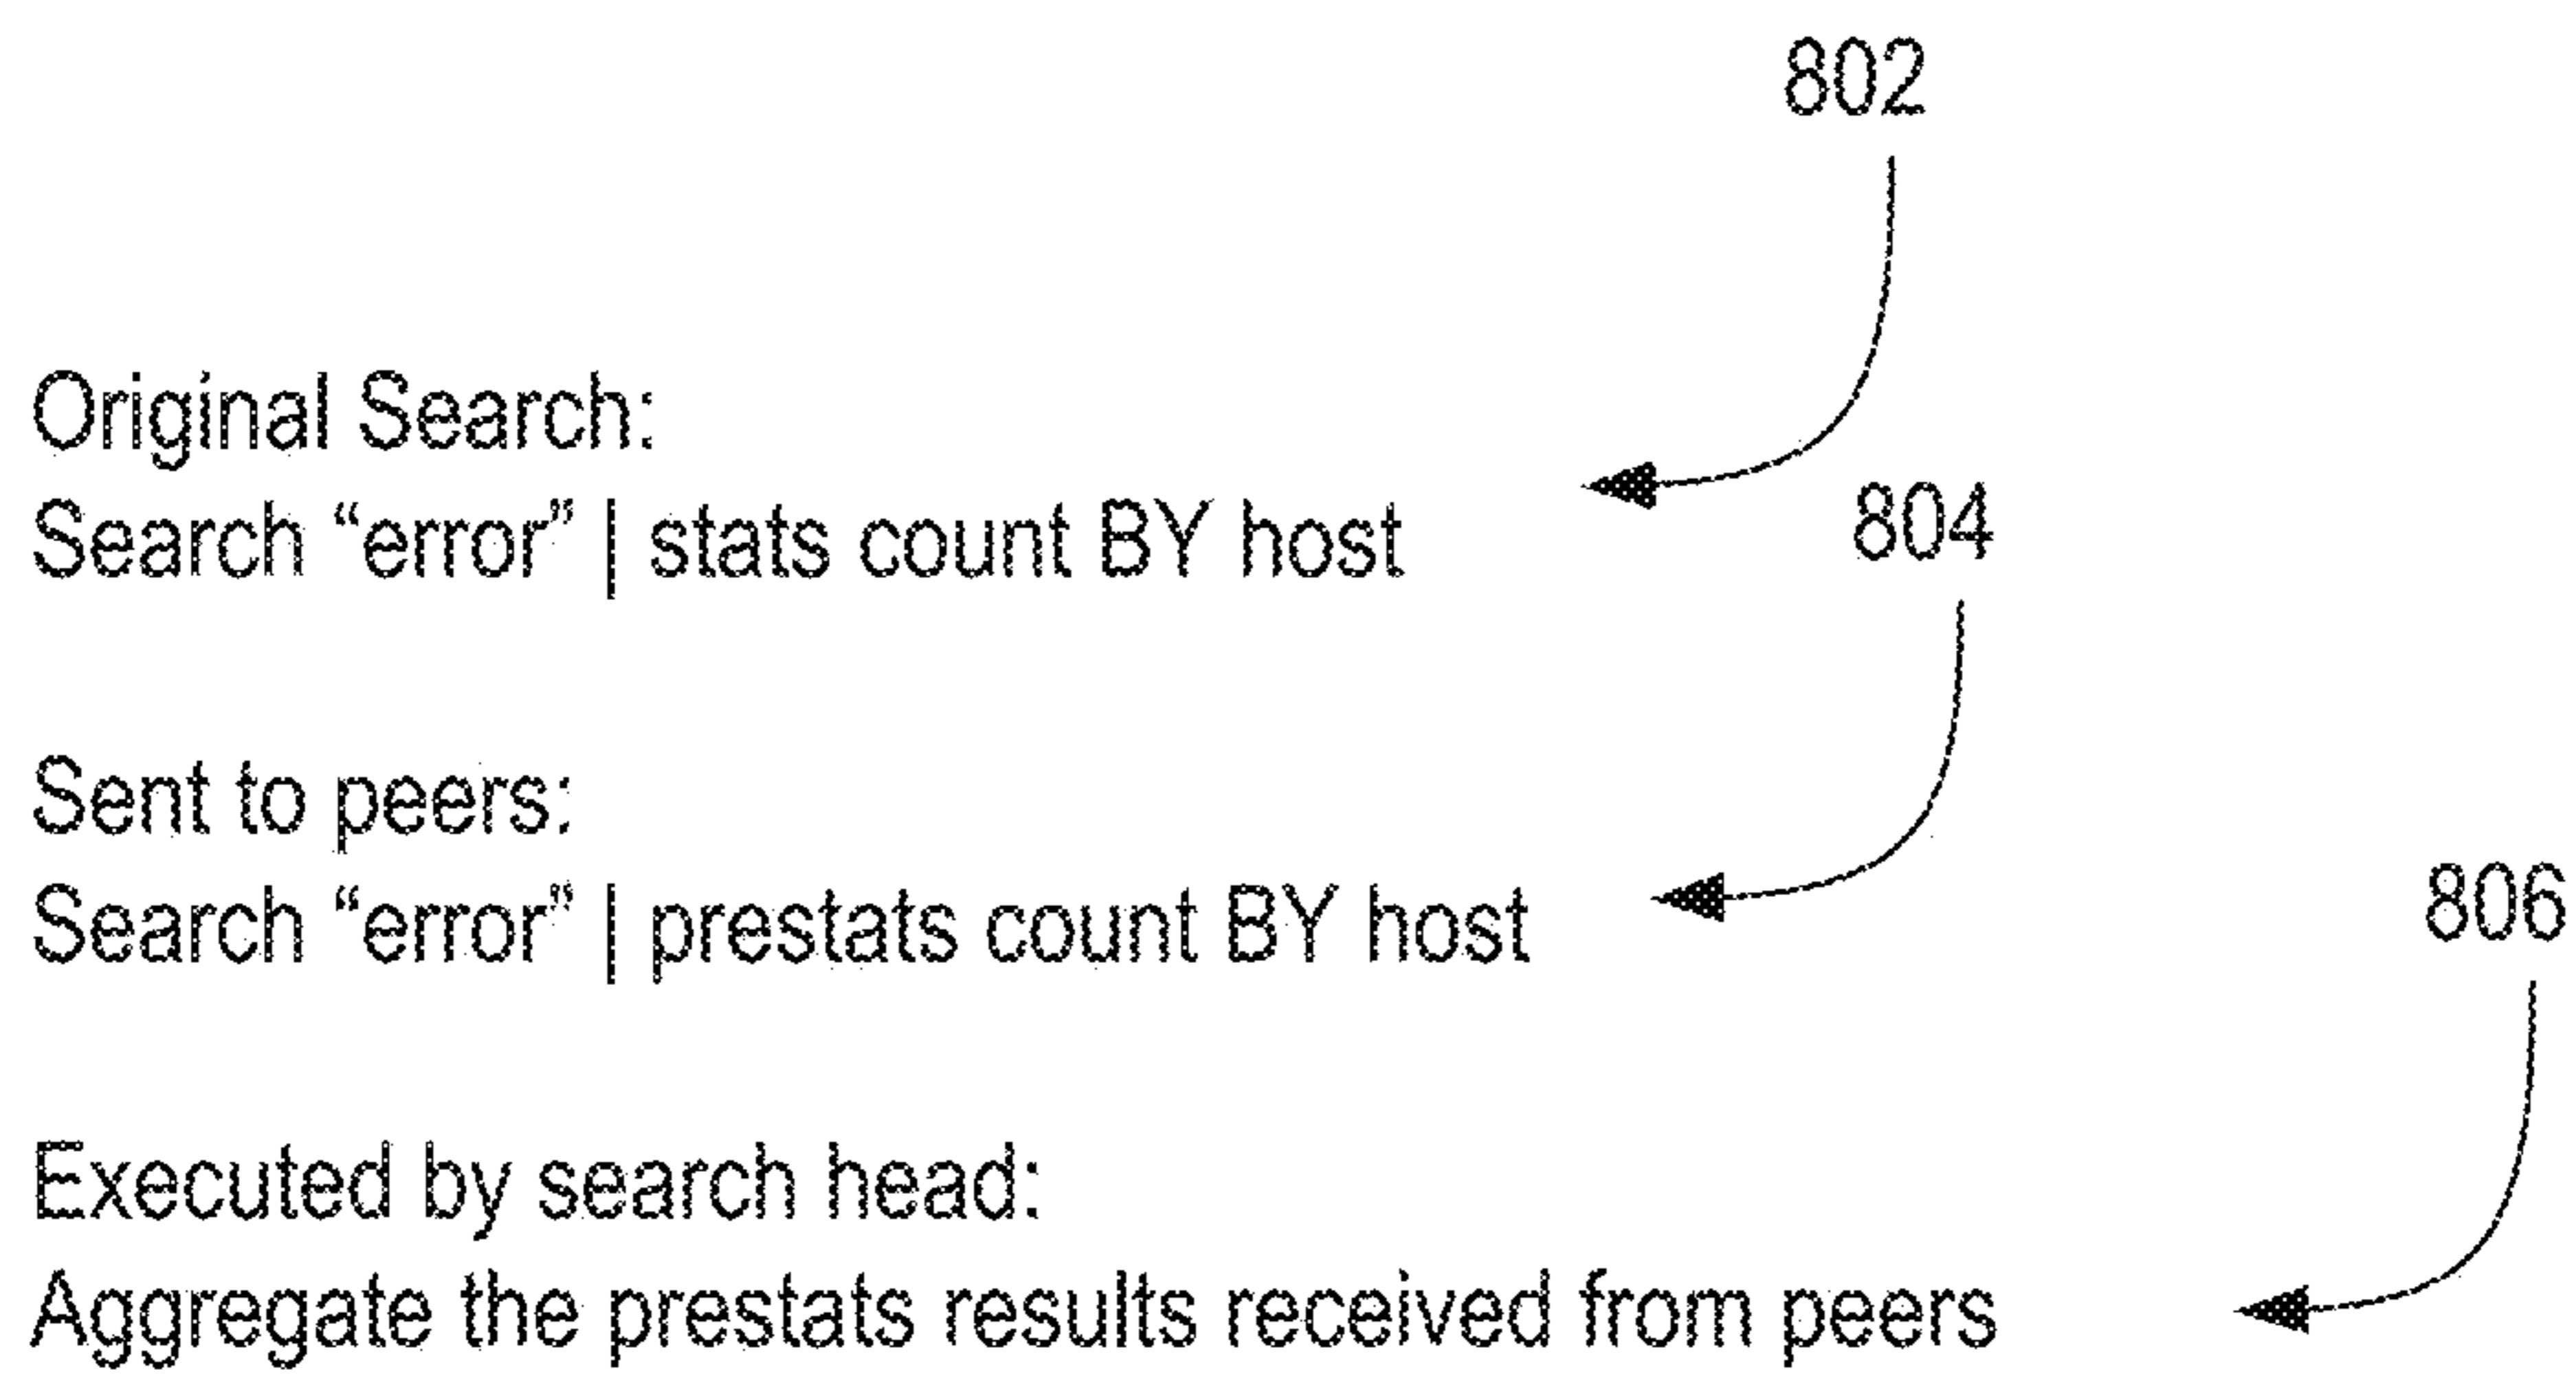 802
Original Search:
Search “error” | stats count BY host
804
Sent to peers:
Search “error” | prestats count BY host
806
Executed by search head:
Aggregate the prestats results received from peers